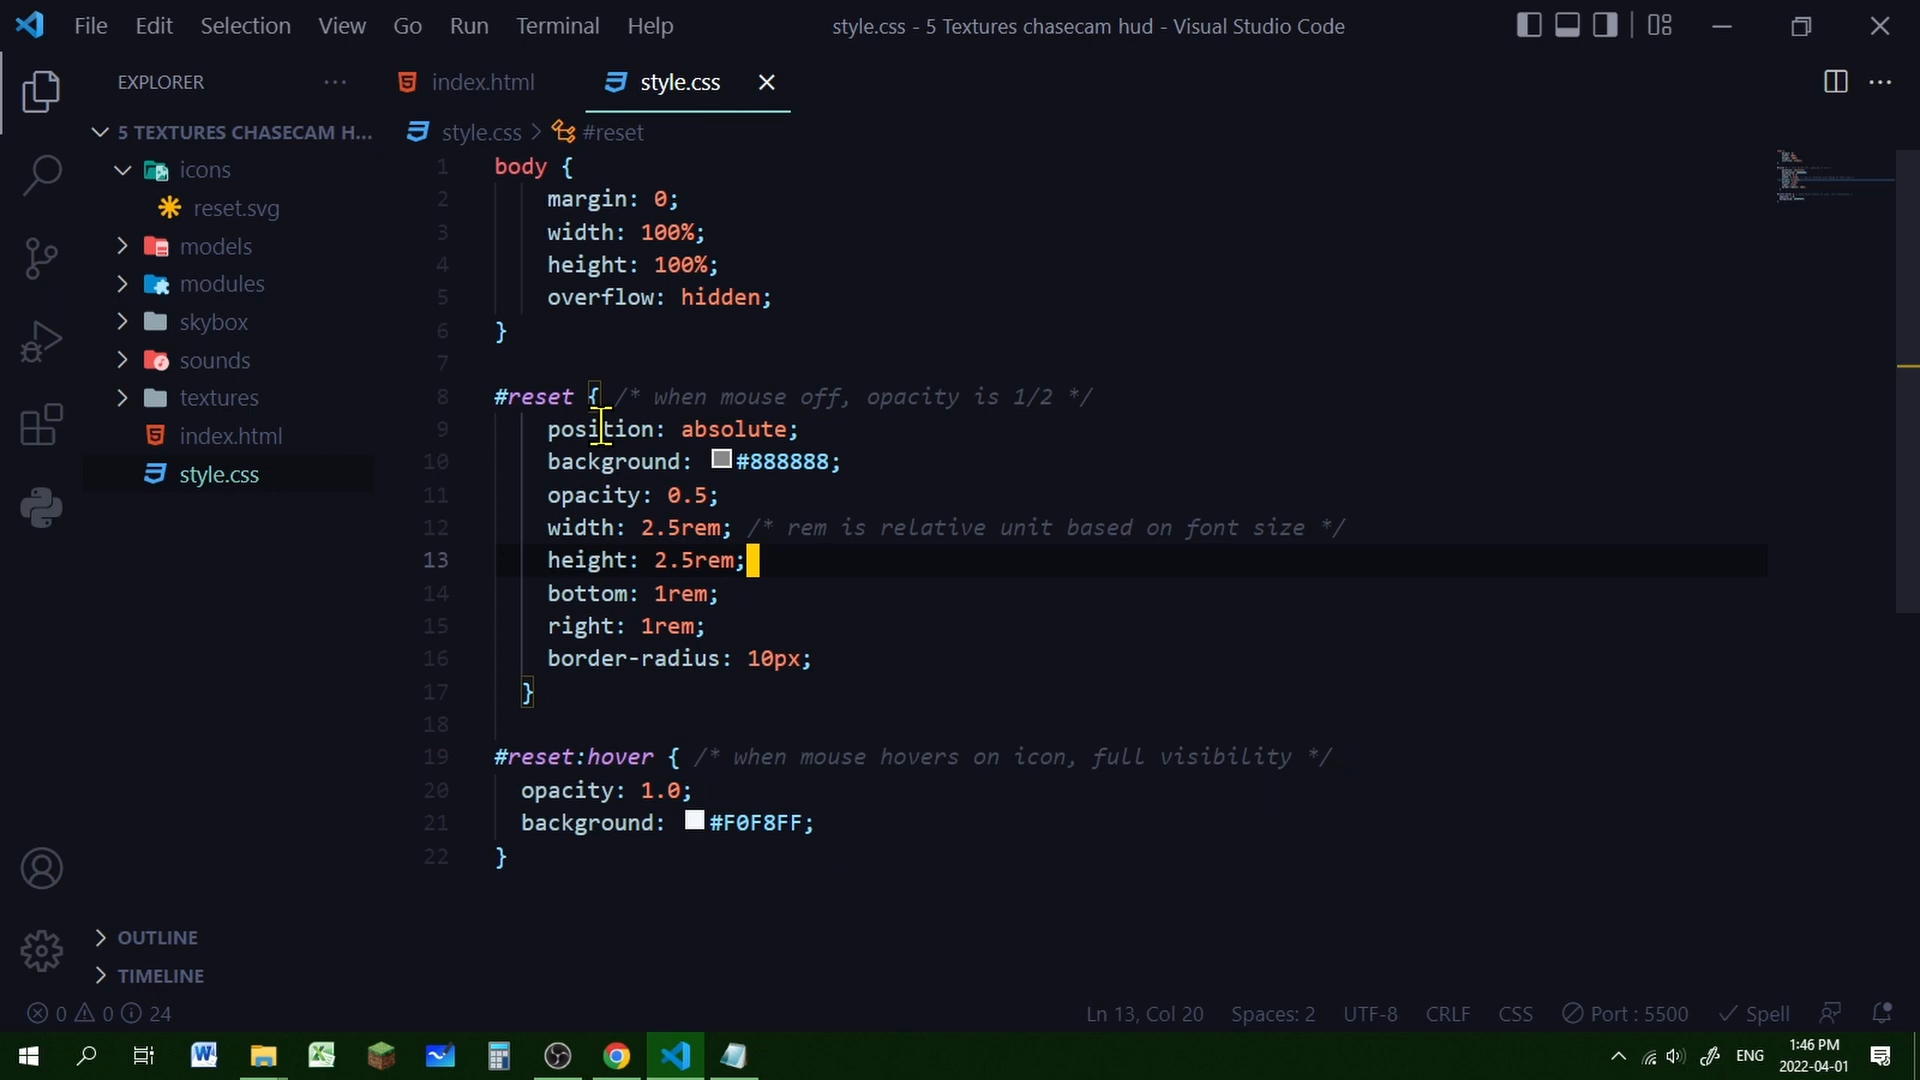 File Edit Selection View Go Run Terminal Help style.css - 5 Textures chasecam hud - Visual Studio Code
EXPLORER ...
5 TEXTURES CHASECAM H...
icons
reset.svg
models
modules
skybox
sounds
textures
index.html
style.css
OUTLINE
TIMELINE
index.html style.css
style.css > #reset
1 body {
2 margin: 0;
3 width: 100%;
4 height: 100%;
5 overflow: hidden;
6 }
7
8 #reset { /* when mouse off, opacity is 1/2 */
9 position: absolute;
10 background: #888888;
11 opacity: 0.5;
12 width: 2.5rem; /* rem is relative unit based on font size */
13 height: 2.5rem;
14 bottom: 1rem;
15 right: 1rem;
16 border-radius: 10px;
17 }
18
19 #reset:hover { /* when mouse hovers on icon, full visibility */
20 opacity: 1.0;
21 background: #F0F8FF;
22 }
0 0 24 Ln 13, Col 20 Spaces: 2 UTF-8 CRLF CSS Port : 5500 Spell
ENG 1:46 PM
2022-04-01